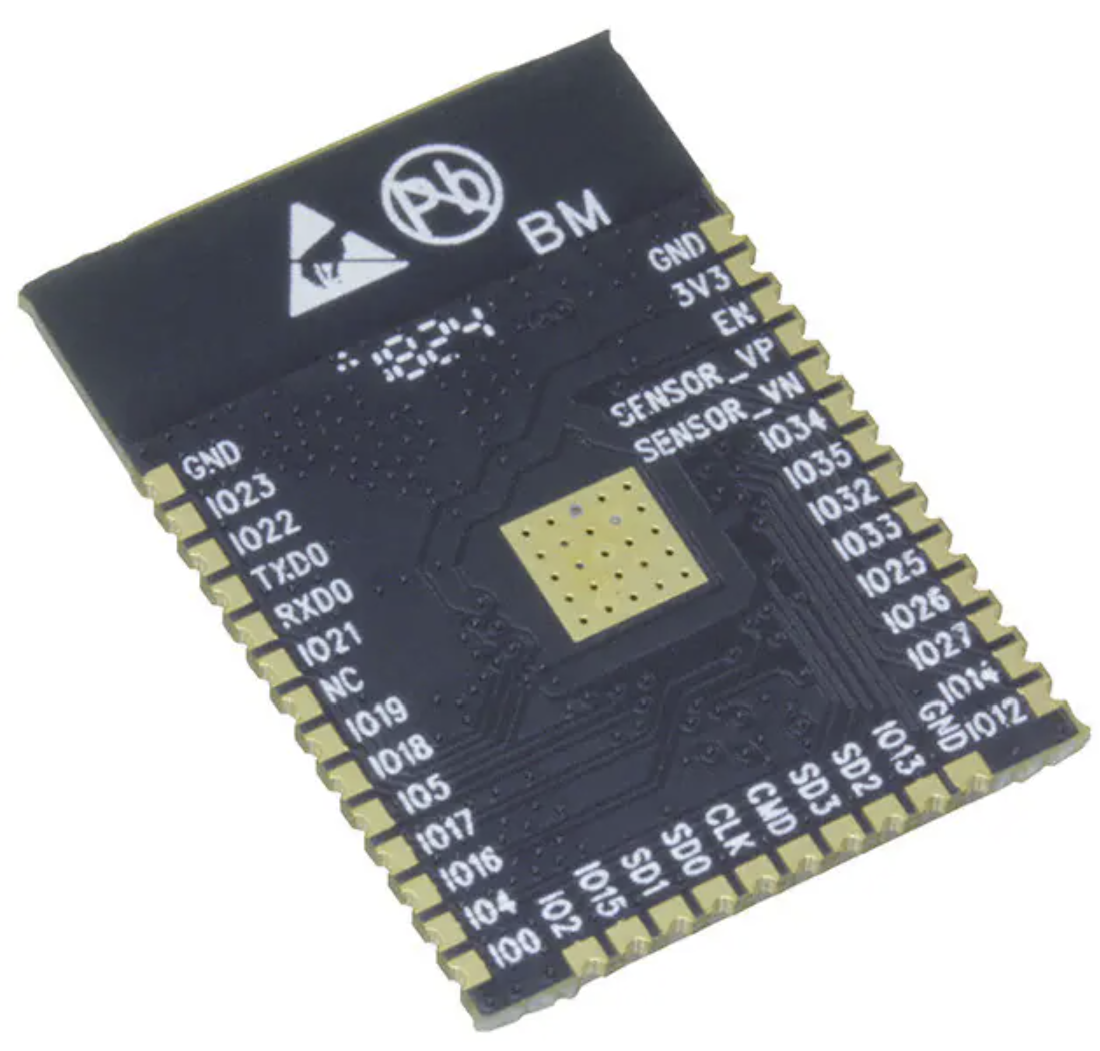 Pb
BM
1824
GND
3V3
EN
SENSOR_VP
SENSOR_VN
IO34
IO35
IO32
IO33
IO25
IO26
IO27
IO14
IO12
GND
IO23
IO22
TXD0
RXD0
IO21
NC
IO19
IO18
IO5
IO17
IO16
IO4
IO0
IO2
IO15
SD1
SD0
CLK
CMD
SD3
SD2
IO13
GND